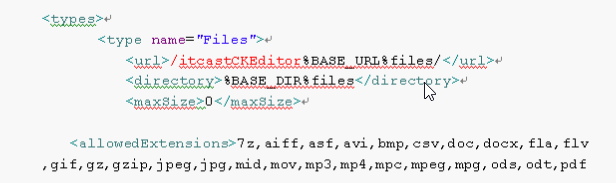 <types>
<type name="Files">
<url>/itcastCKEditor%BASE_URL%files/</url>
<directory>%BASE_DIR%files</directory>
<maxSize>0</maxSize>
<allowedExtensions>7z,aiff,asf,avi,bmp,csv,doc,docx,fla,flv
,gif,gz,gzip,jpeg,jpg,mid,mov,mp3,mp4,mpc,mpeg,mpg,ods,odt,pdf